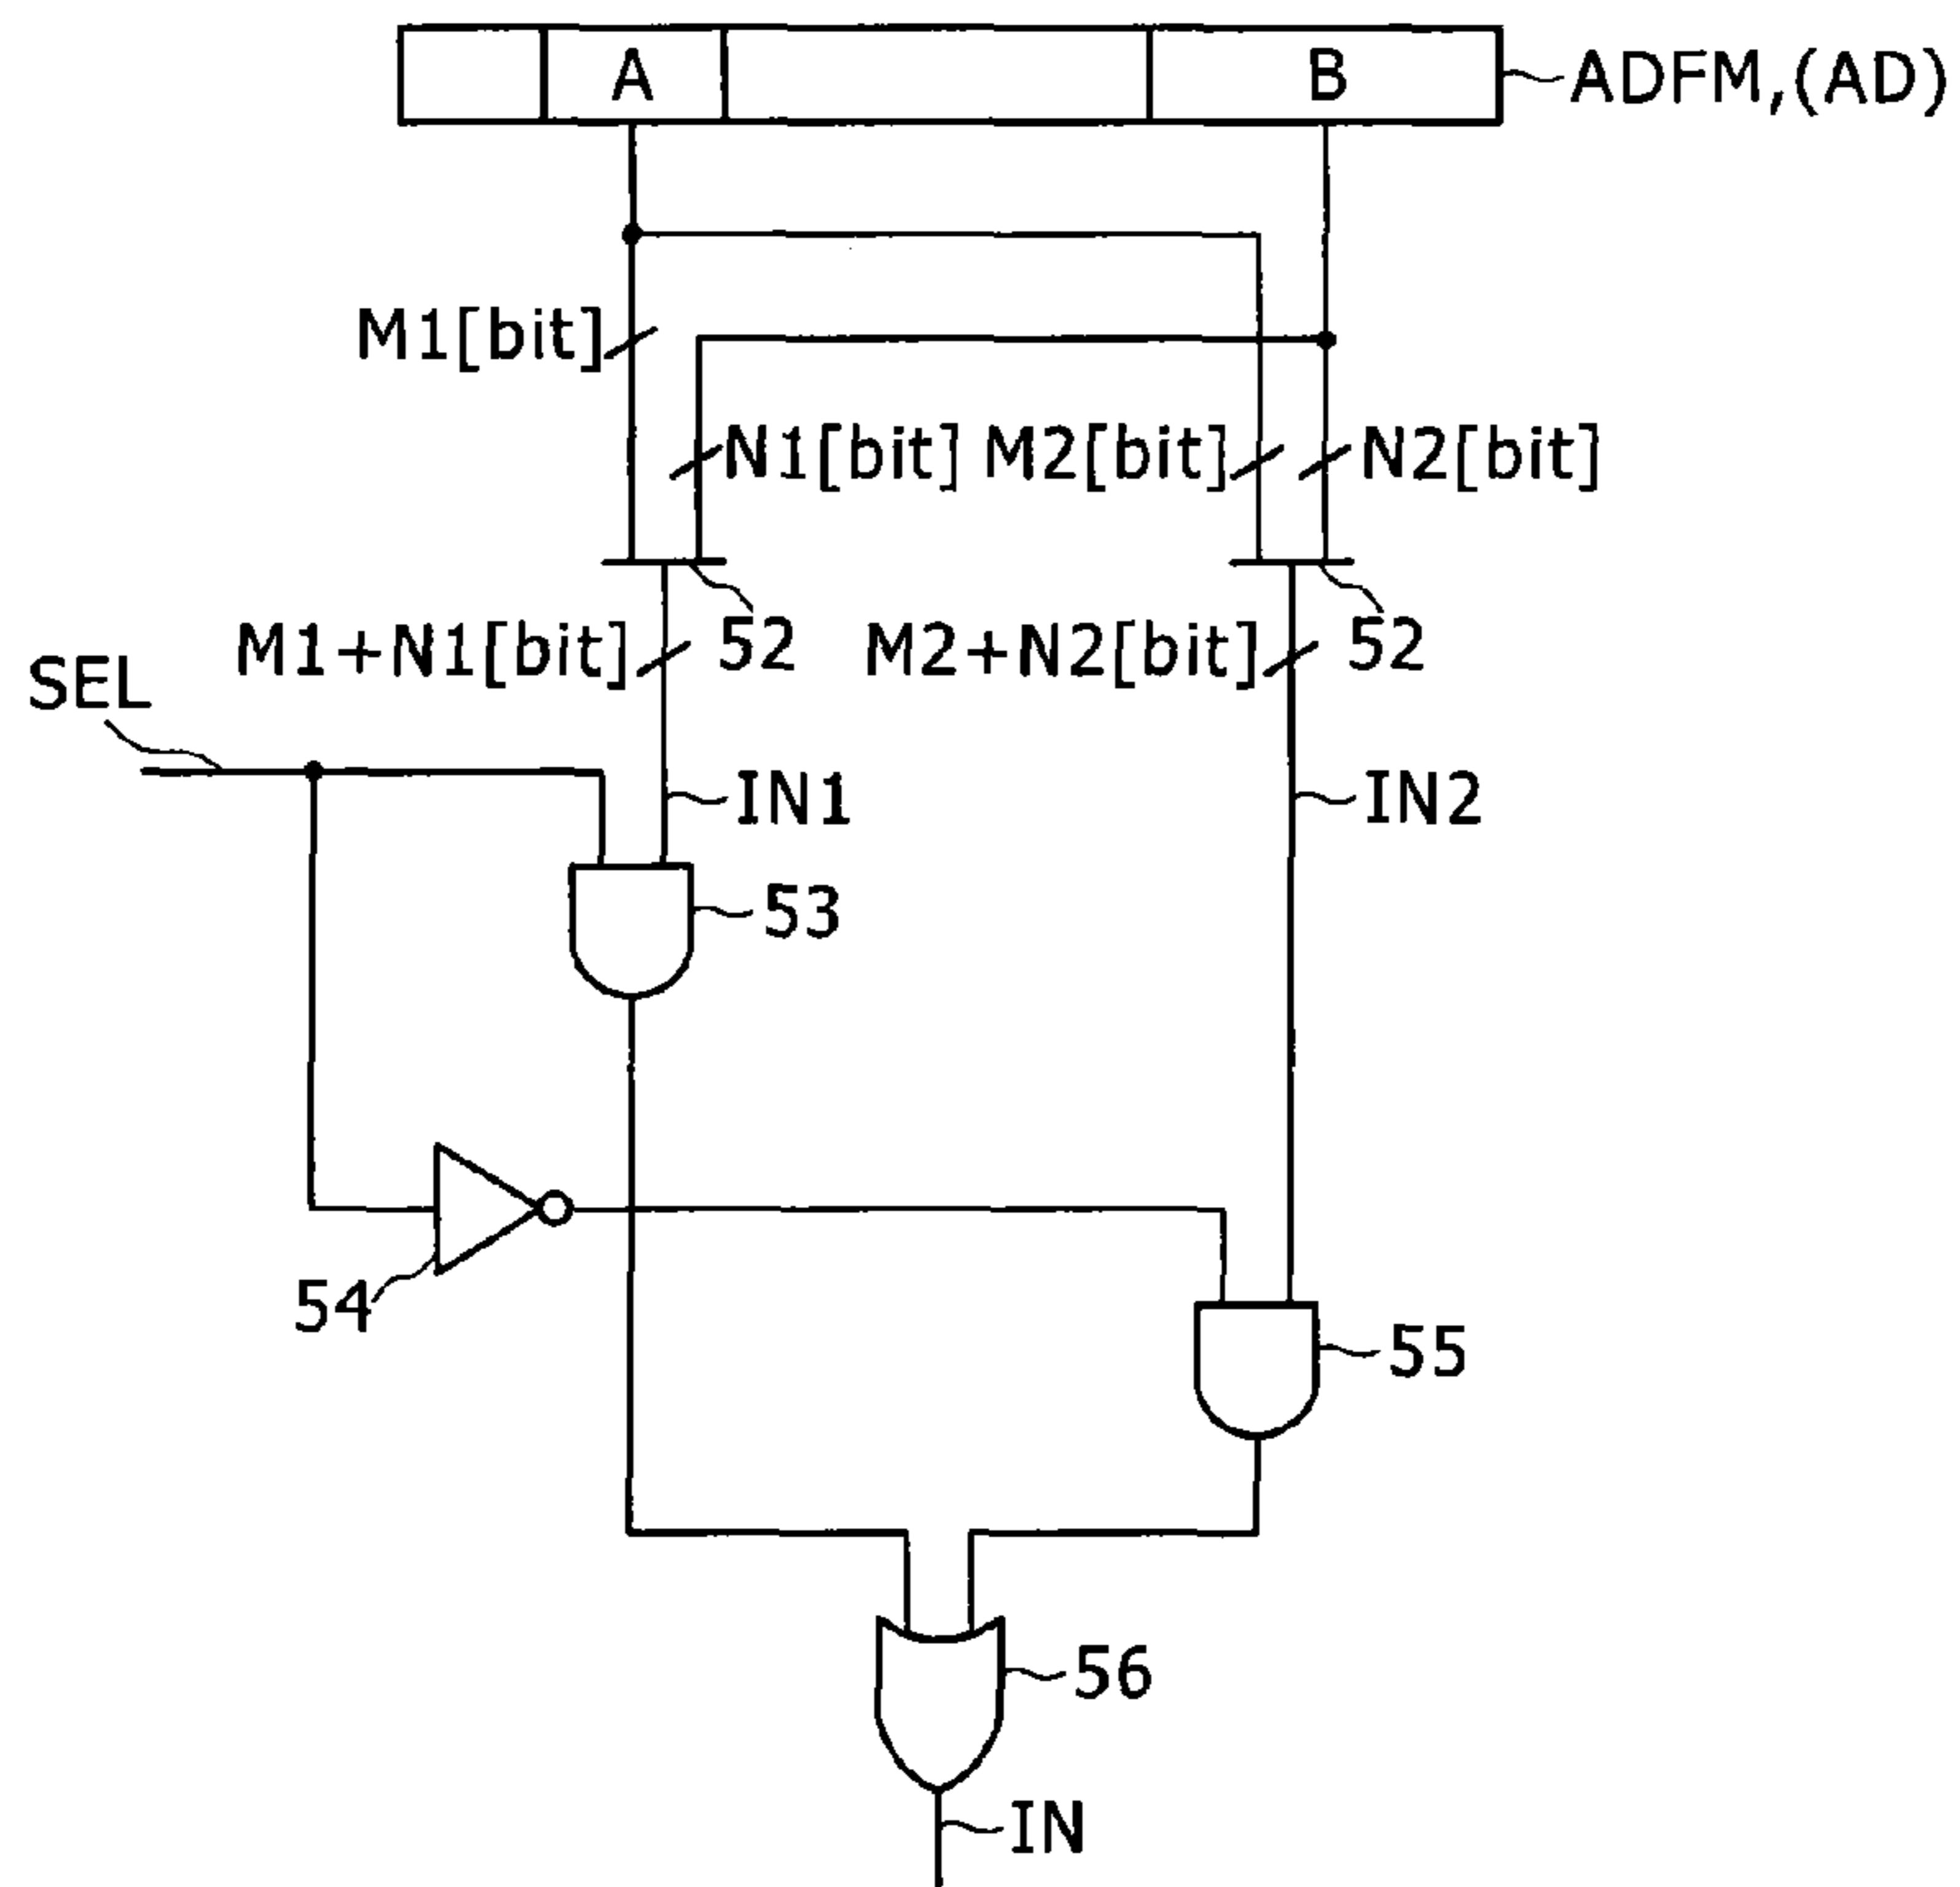 A
B
ADFM,(AD)
M1[bit]
N1[bit]
M2[bit]
N2[bit]
M1+N1[bit]
52
M2+N2[bit]
52
SEL
IN1
IN2
53
54
55
56
IN